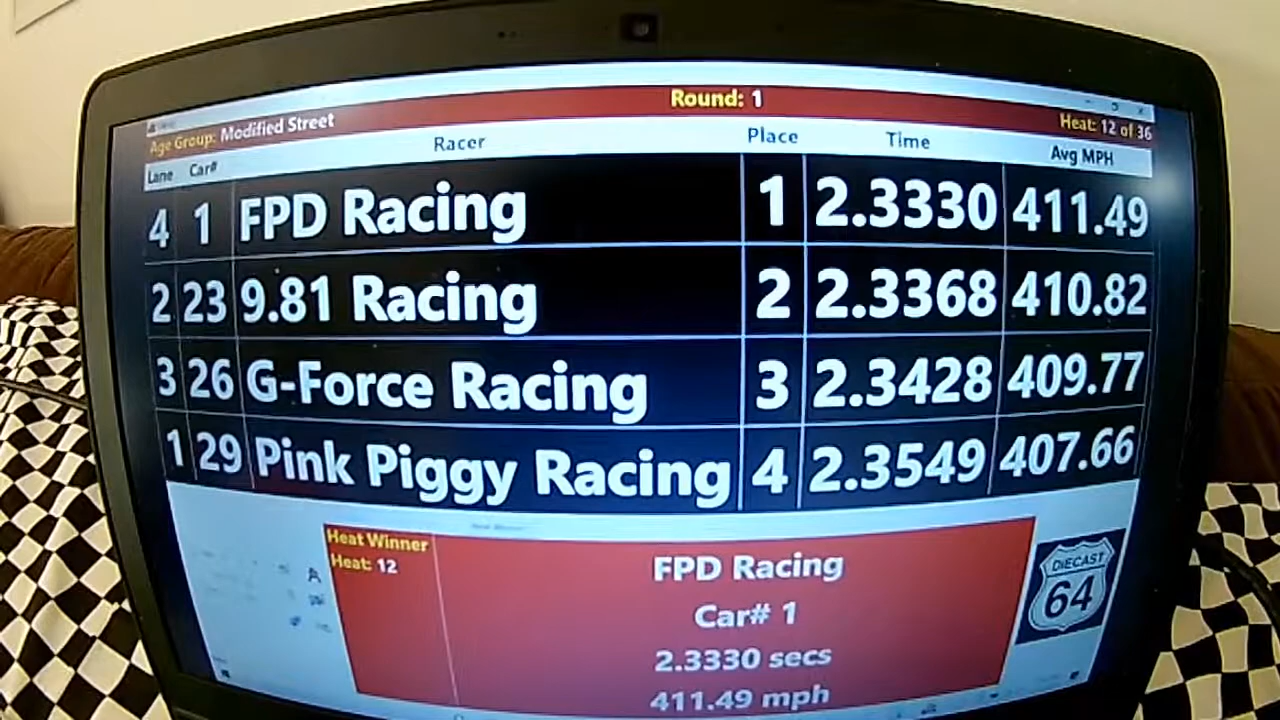 Round: 1
Age Group: Modified Street
Heat: 12 of 36
Lane Car# Racer Place Time Avg MPH
4 1 FPD Racing 1 2.3330 411.49
2 23 9.81 Racing 2 2.3368 410.82
3 26 G-Force Racing 3 2.3428 409.77
1 29 Pink Piggy Racing 4 2.3549 407.66
Heat Winner
Heat: 12
FPD Racing
Car# 1
2.3330 secs
411.49 mph
DIECAST
64